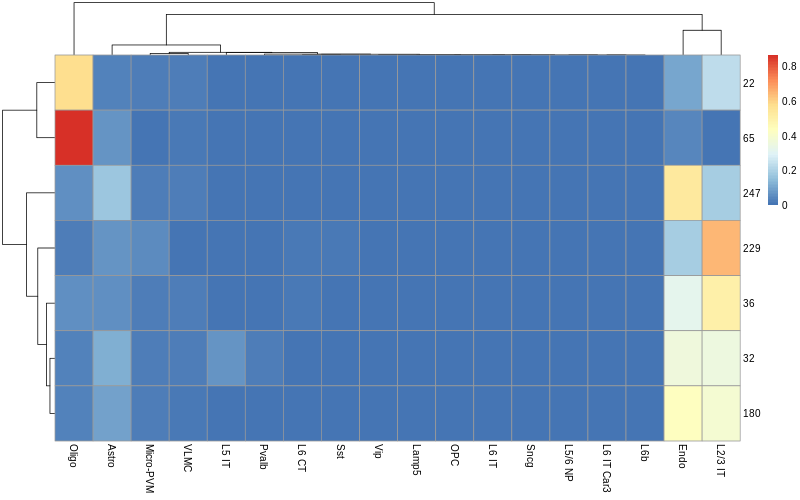 0.8
0.6
0.4
0.2
0
22
65
247
229
36
32
180
Oligo
Astro
Micro-PVM
VLMC
L5 IT
Pvalb
L6 CT
Sst
Vip
Lamp5
OPC
L6 IT
Sncg
L5/6 NP
L6 IT Car3
L6b
Endo
L2/3 IT